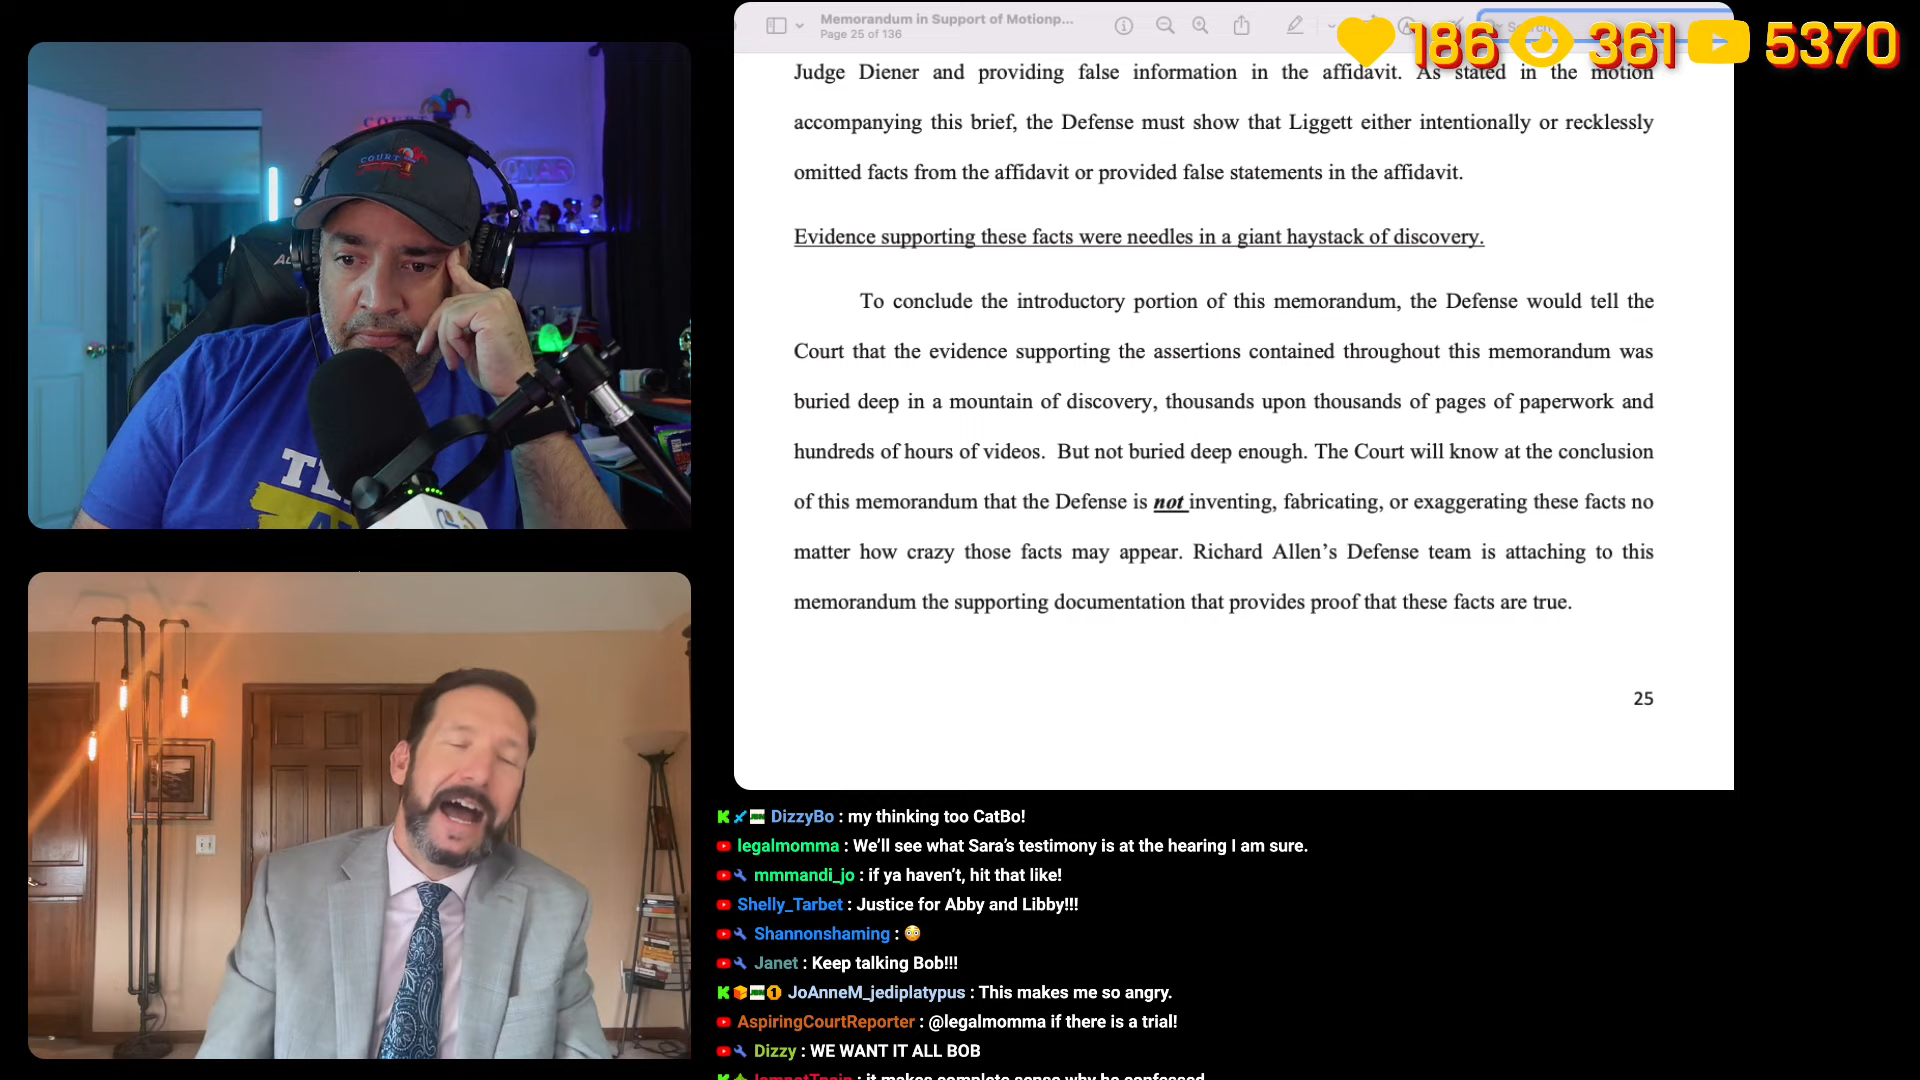 COURT
COURT
Memorandum in Support of Motionp...
Page 25 of 136
186 361 5370
Judge Diener and providing false information in the affidavit. As stated in the motion
accompanying this brief, the Defense must show that Liggett either intentionally or recklessly
omitted facts from the affidavit or provided false statements in the affidavit.
Evidence supporting these facts were needles in a giant haystack of discovery.
To conclude the introductory portion of this memorandum, the Defense would tell the
Court that the evidence supporting the assertions contained throughout this memorandum was
buried deep in a mountain of discovery, thousands upon thousands of pages of paperwork and
hundreds of hours of videos. But not buried deep enough. The Court will know at the conclusion
of this memorandum that the Defense is not inventing, fabricating, or exaggerating these facts no
matter how crazy those facts may appear. Richard Allen’s Defense team is attaching to this
memorandum the supporting documentation that provides proof that these facts are true.
25
DizzyBo : my thinking too CatBo!
legalmomma : We’ll see what Sara’s testimony is at the hearing I am sure.
mmmandi_jo : if ya haven’t, hit that like!
Shelly_Tarbet : Justice for Abby and Libby!!!
Shannonshaming : 😳
Janet : Keep talking Bob!!!
JoAnneM_jediplatypus : This makes me so angry.
AspiringCourtReporter : @legalmomma if there is a trial!
Dizzy : WE WANT IT ALL BOB
: it makes complete sense why he confessed